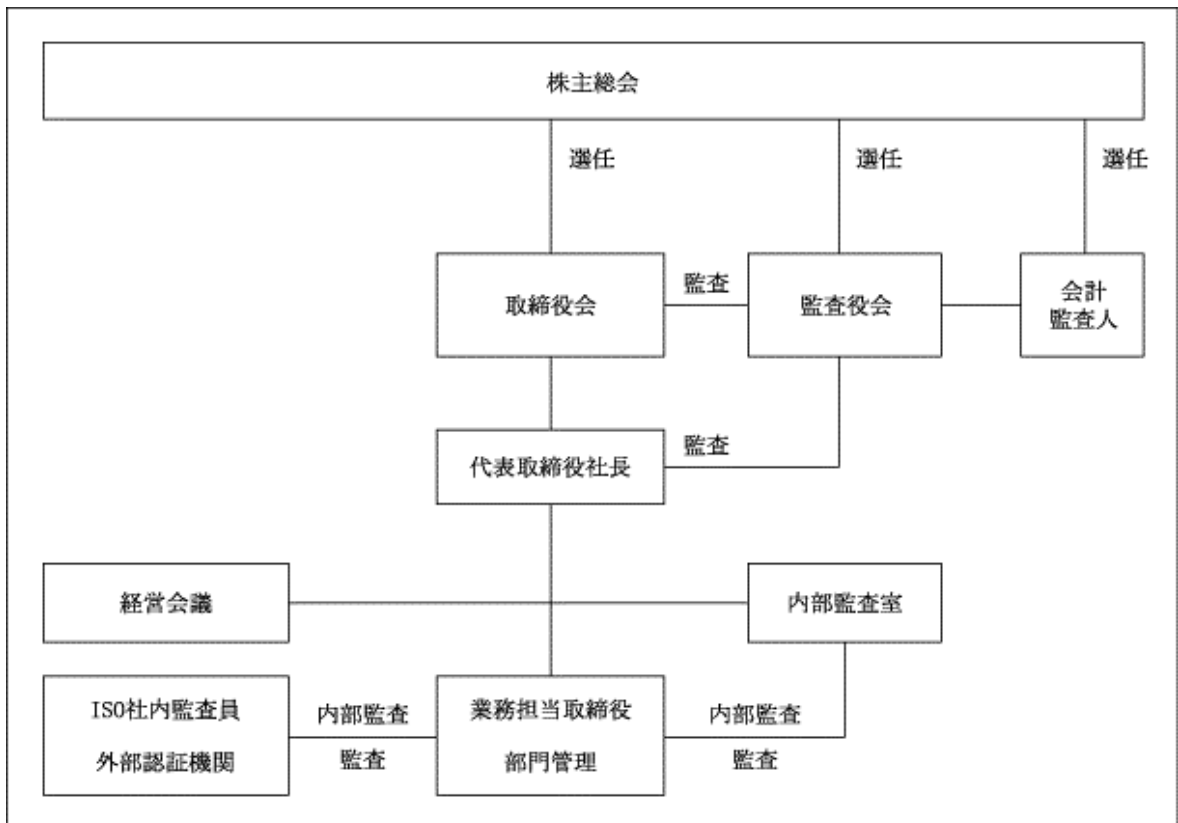 株主総会
選任
選任
選任
取締役会
監査
監査役会
会計
監査人
代表取締役社長
監査
経営会議
内部監査室
ISO社内監査員
外部認証機関
内部監査
監査
業務担当取締役
部門管理
内部監査
監査